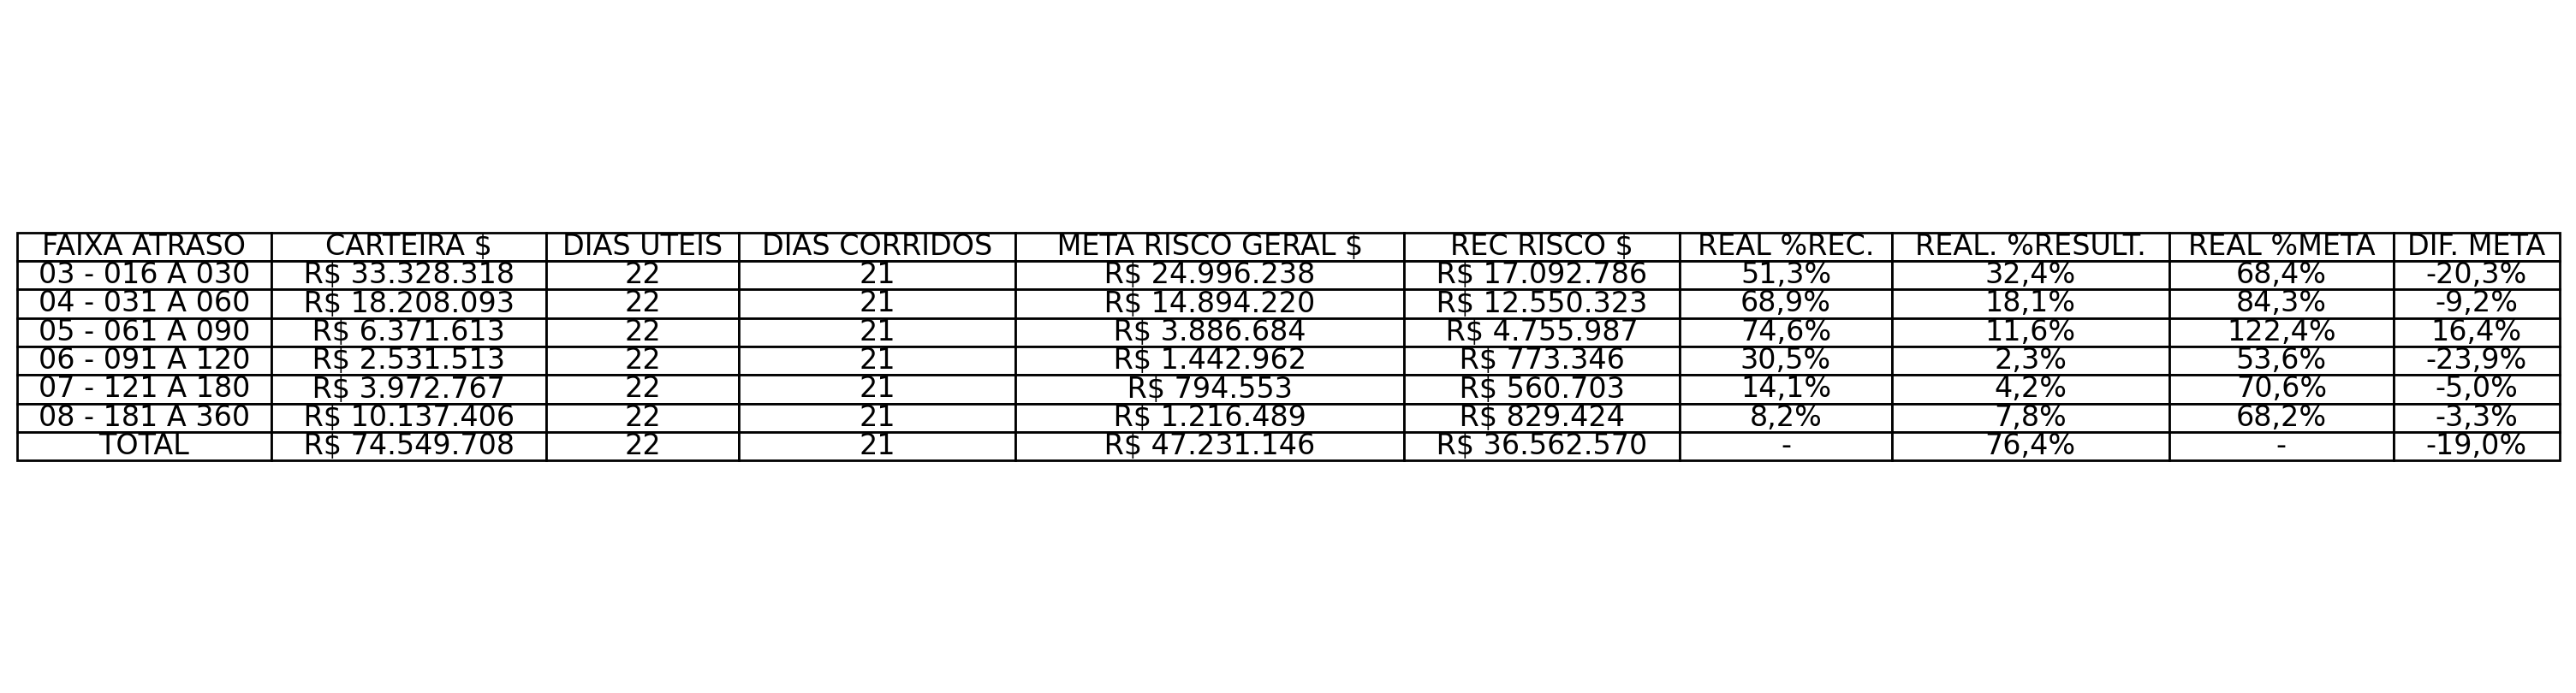 FAIXA ATRASO CARTEIRA $ DIAS UTEIS DIAS CORRIDOS META RISCO GERAL $ REC RISCO $ REAL %REC. REAL. %RESULT. REAL %META DIF. META
03 - 016 A 030 R$ 33.328.318 22 21 R$ 24.996.238 R$ 17.092.786 51,3% 32,4% 68,4% -20,3%
04 - 031 A 060 R$ 18.208.093 22 21 R$ 14.894.220 R$ 12.550.323 68,9% 18,1% 84,3% -9,2%
05 - 061 A 090 R$ 6.371.613 22 21 R$ 3.886.684 R$ 4.755.987 74,6% 11,6% 122,4% 16,4%
06 - 091 A 120 R$ 2.531.513 22 21 R$ 1.442.962 R$ 773.346 30,5% 2,3% 53,6% -23,9%
07 - 121 A 180 R$ 3.972.767 22 21 R$ 794.553 R$ 560.703 14,1% 4,2% 70,6% -5,0%
08 - 181 A 360 R$ 10.137.406 22 21 R$ 1.216.489 R$ 829.424 8,2% 7,8% 68,2% -3,3%
TOTAL R$ 74.549.708 22 21 R$ 47.231.146 R$ 36.562.570 - 76,4% - -19,0%